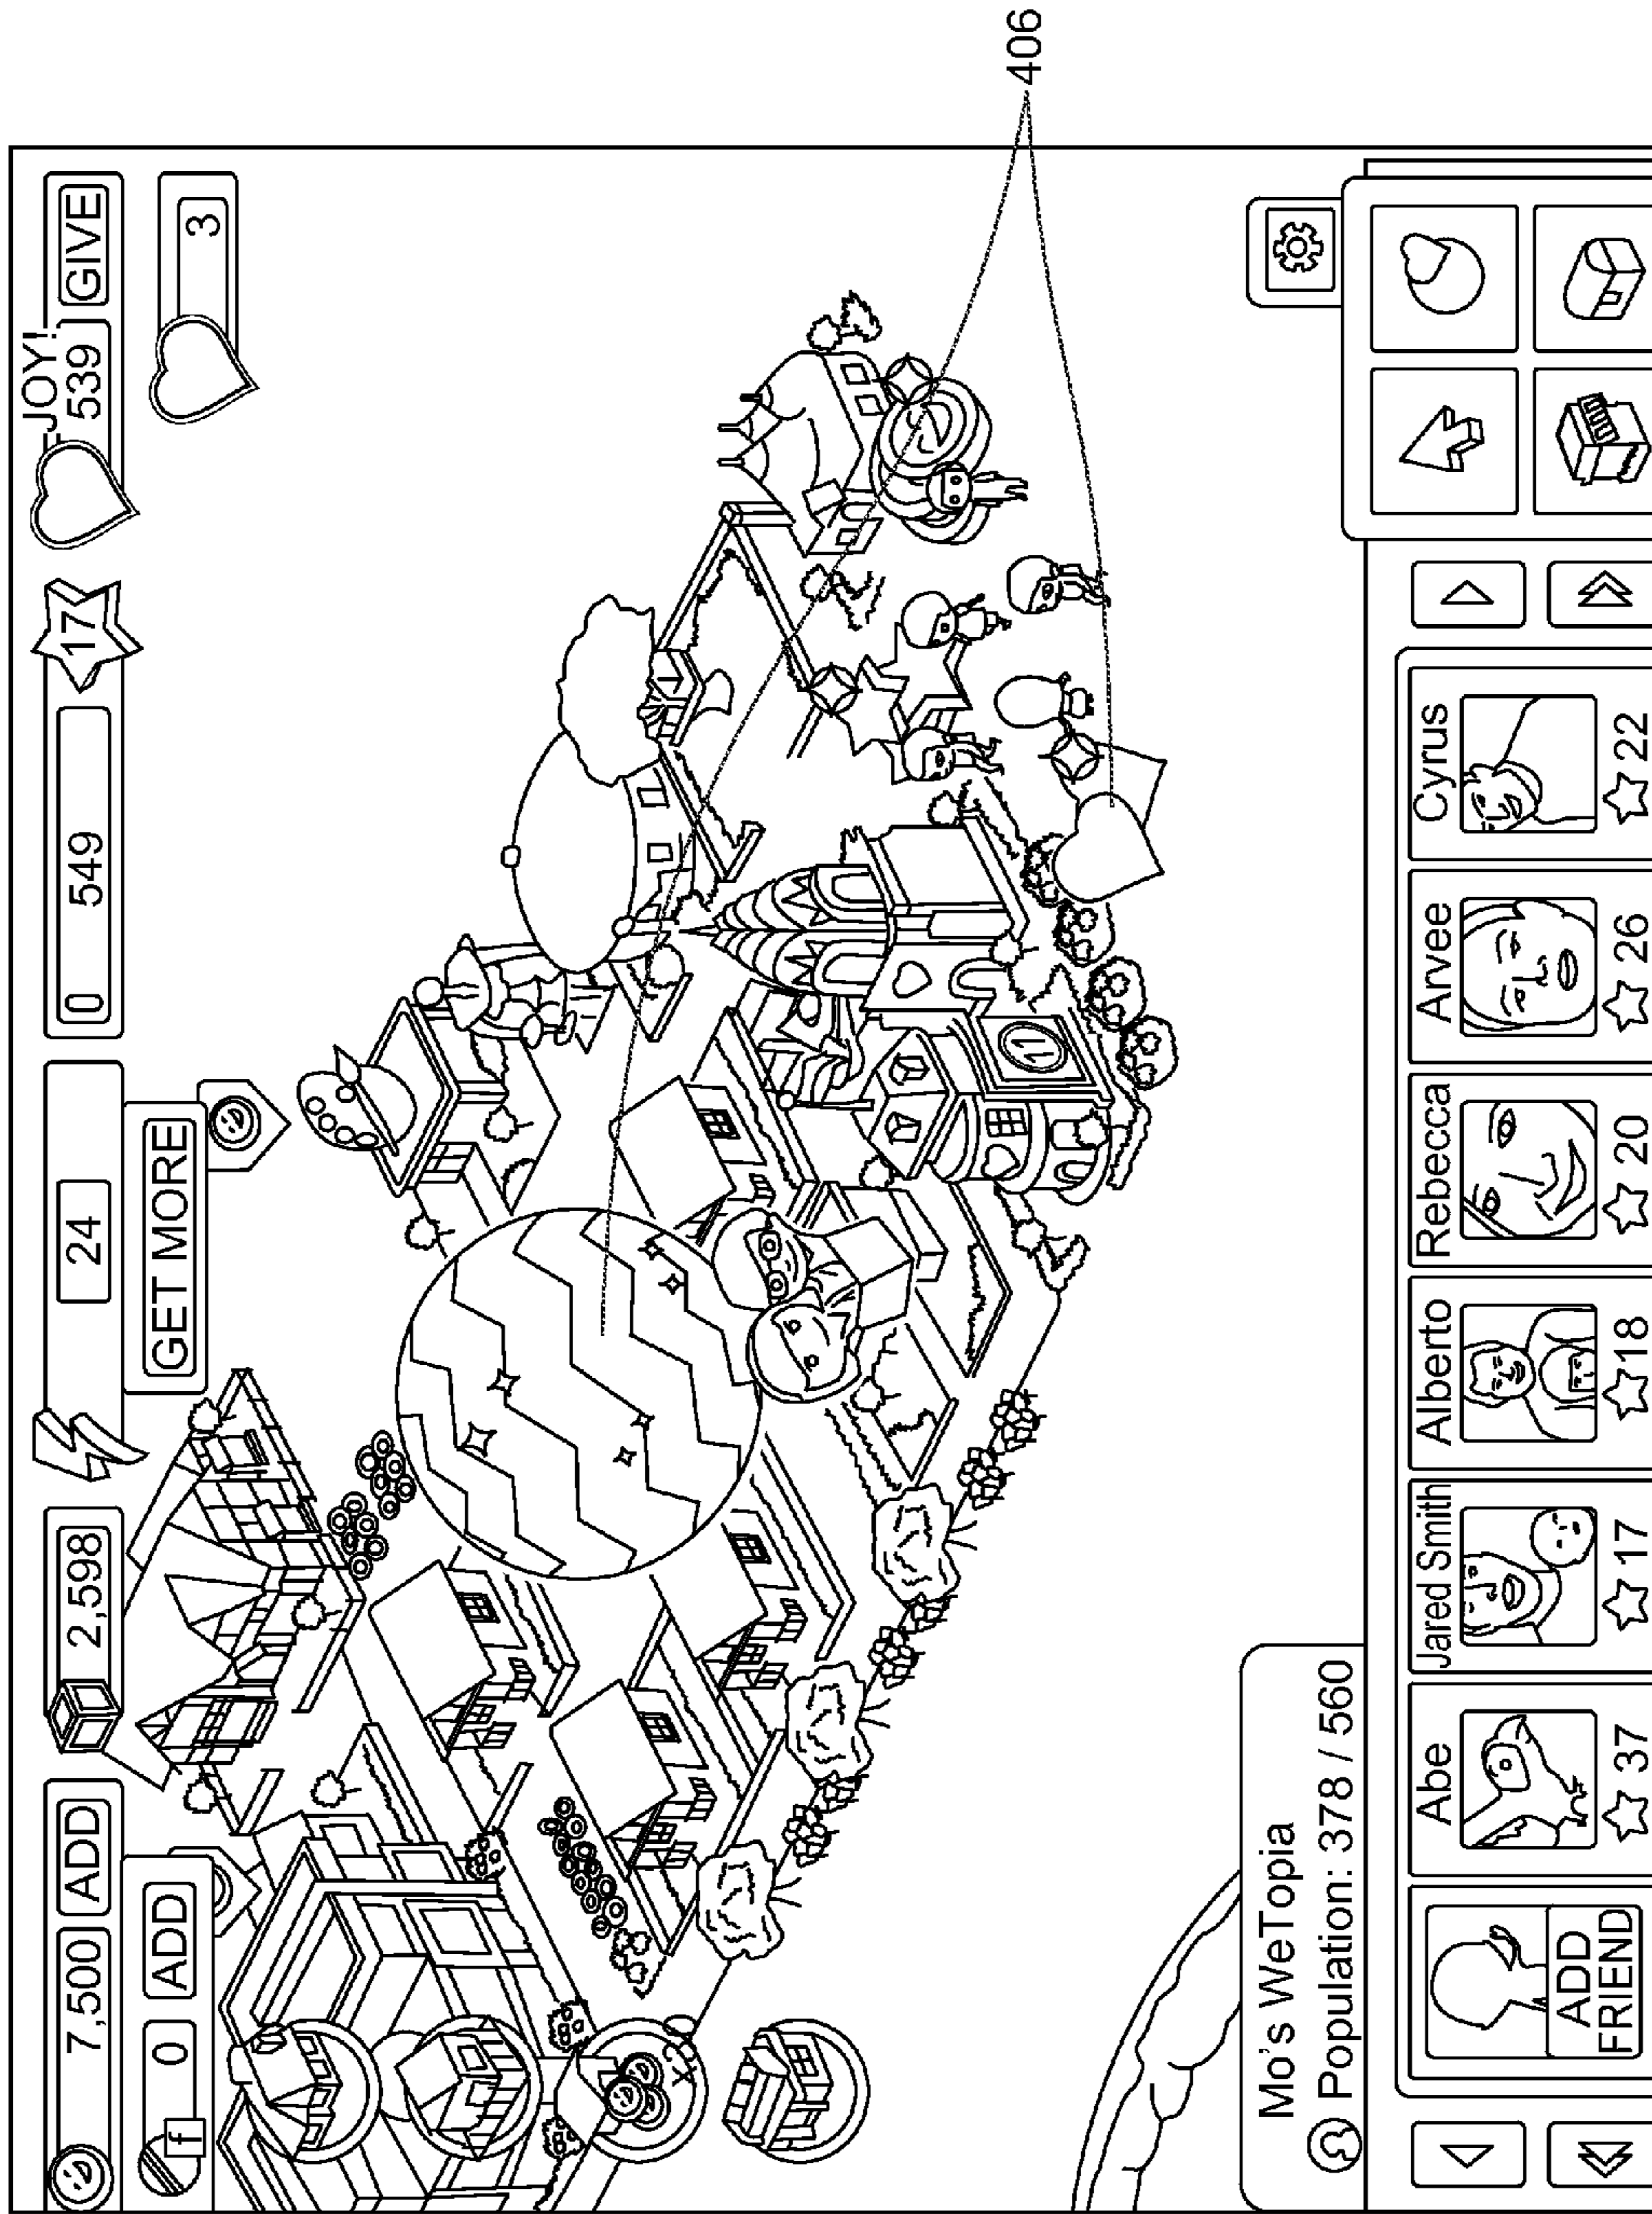 7,500 ADD
2,598
24
0 549
17
JOY!
539 GIVE
f 0 ADD
GET MORE
3
x30
11
406
Mo's WeTopia
Population: 378 / 560
ADD FRIEND
Abe
37
Jared Smith
17
Alberto
18
Rebecca
20
Arvee
26
Cyrus
22